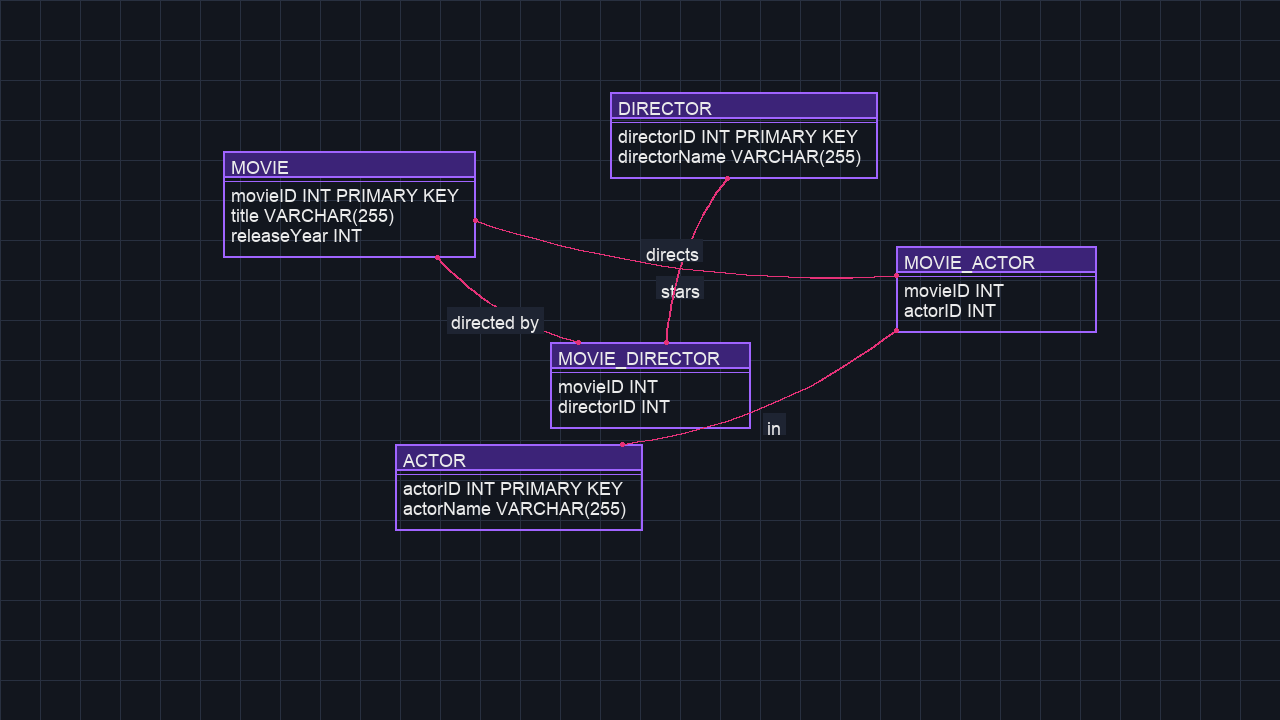 DIRECTOR
directorID INT PRIMARY KEY
directorName VARCHAR(255)
MOVIE
movieID INT PRIMARY KEY
title VARCHAR(255)
releaseYear INT
directs
MOVIE_ACTOR
movieID INT
actorID INT
stars
directed by
MOVIE_DIRECTOR
movieID INT
directorID INT
in
ACTOR
actorID INT PRIMARY KEY
actorName VARCHAR(255)